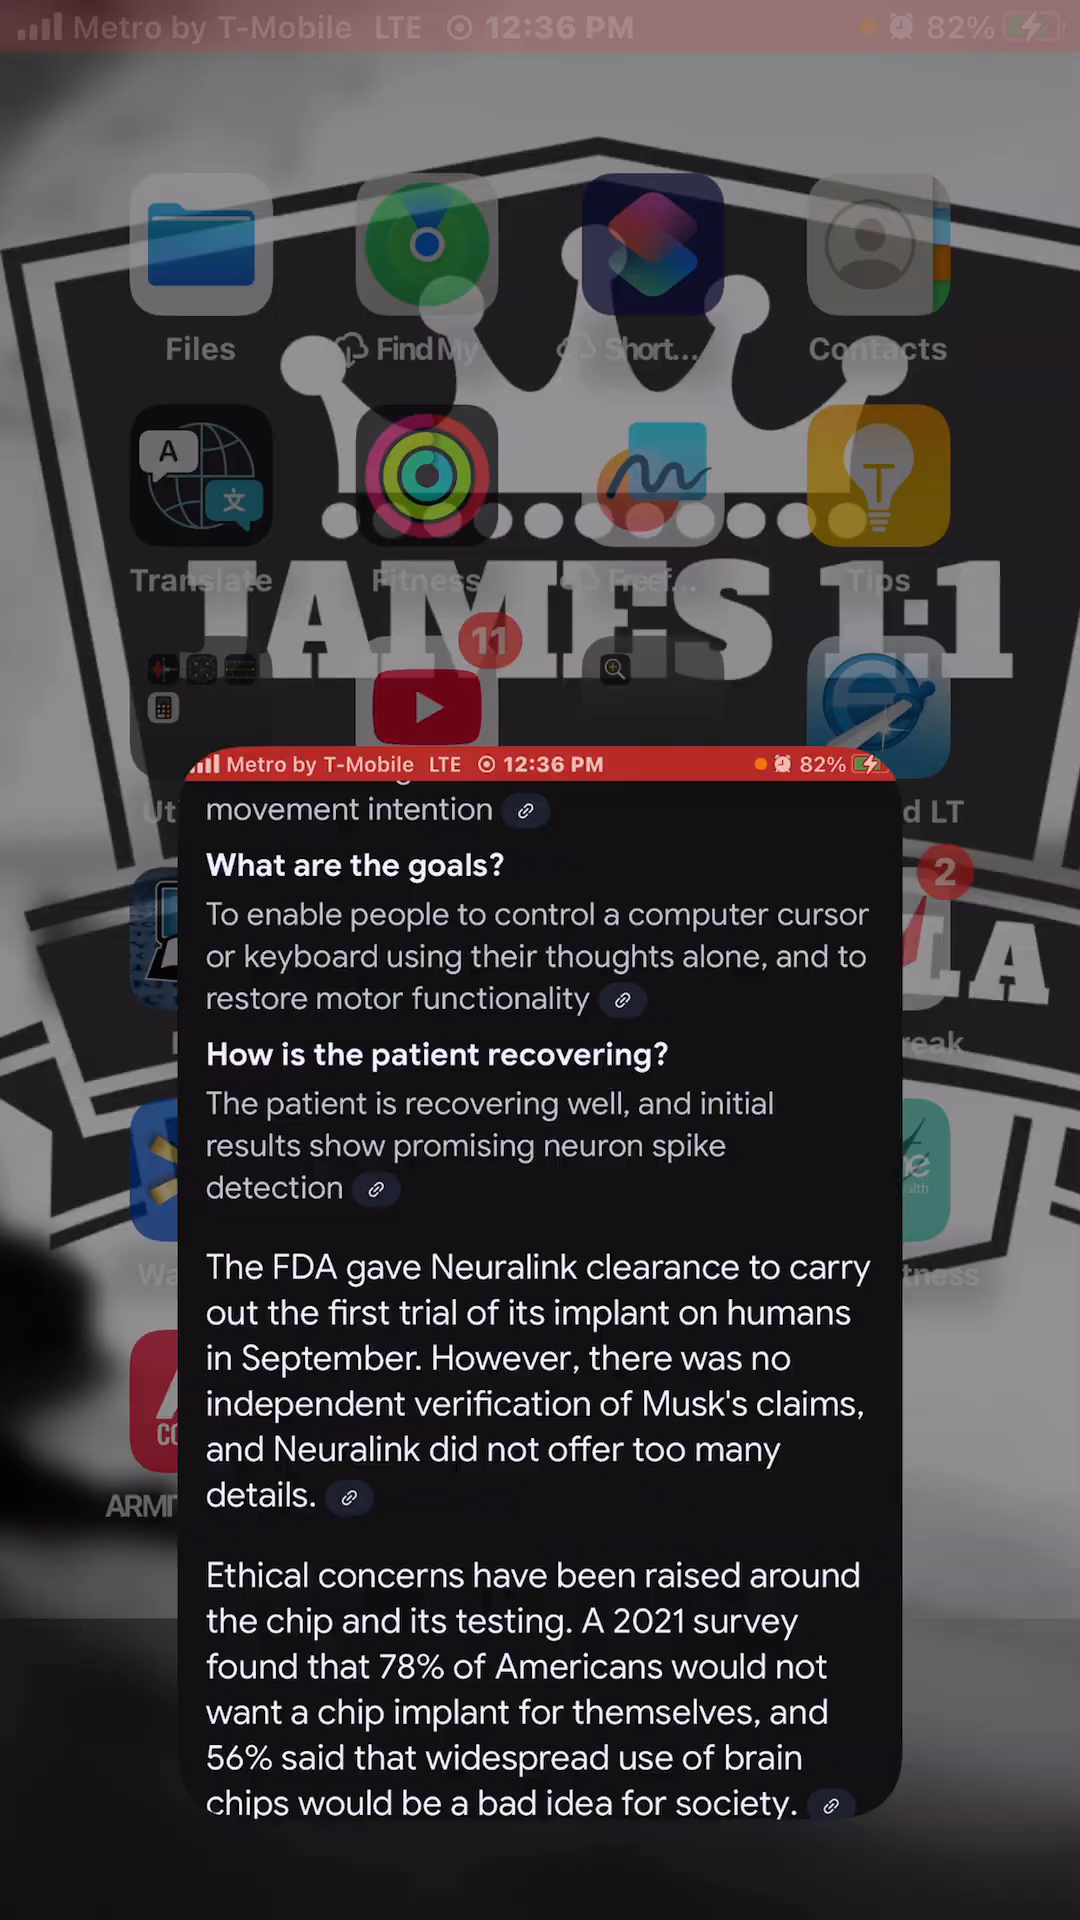 Metro by T-Mobile LTE 12:36 PM 82%
Files Find My Short... Contacts
A 文
Translate Fitness Freef... Tips
JAMES 1:1
11
Metro by T-Mobile LTE 12:36 PM 82%
movement intention
d LT
What are the goals?
2
To enable people to control a computer cursor
or keyboard using their thoughts alone, and to
restore motor functionality
LA
reak
How is the patient recovering?
The patient is recovering well, and initial
results show promising neuron spike
detection
The FDA gave Neuralink clearance to carry
tness
out the first trial of its implant on humans
in September. However, there was no
independent verification of Musk's claims,
and Neuralink did not offer too many
details.
ARMI
Ethical concerns have been raised around
the chip and its testing. A 2021 survey
found that 78% of Americans would not
want a chip implant for themselves, and
56% said that widespread use of brain
chips would be a bad idea for society.